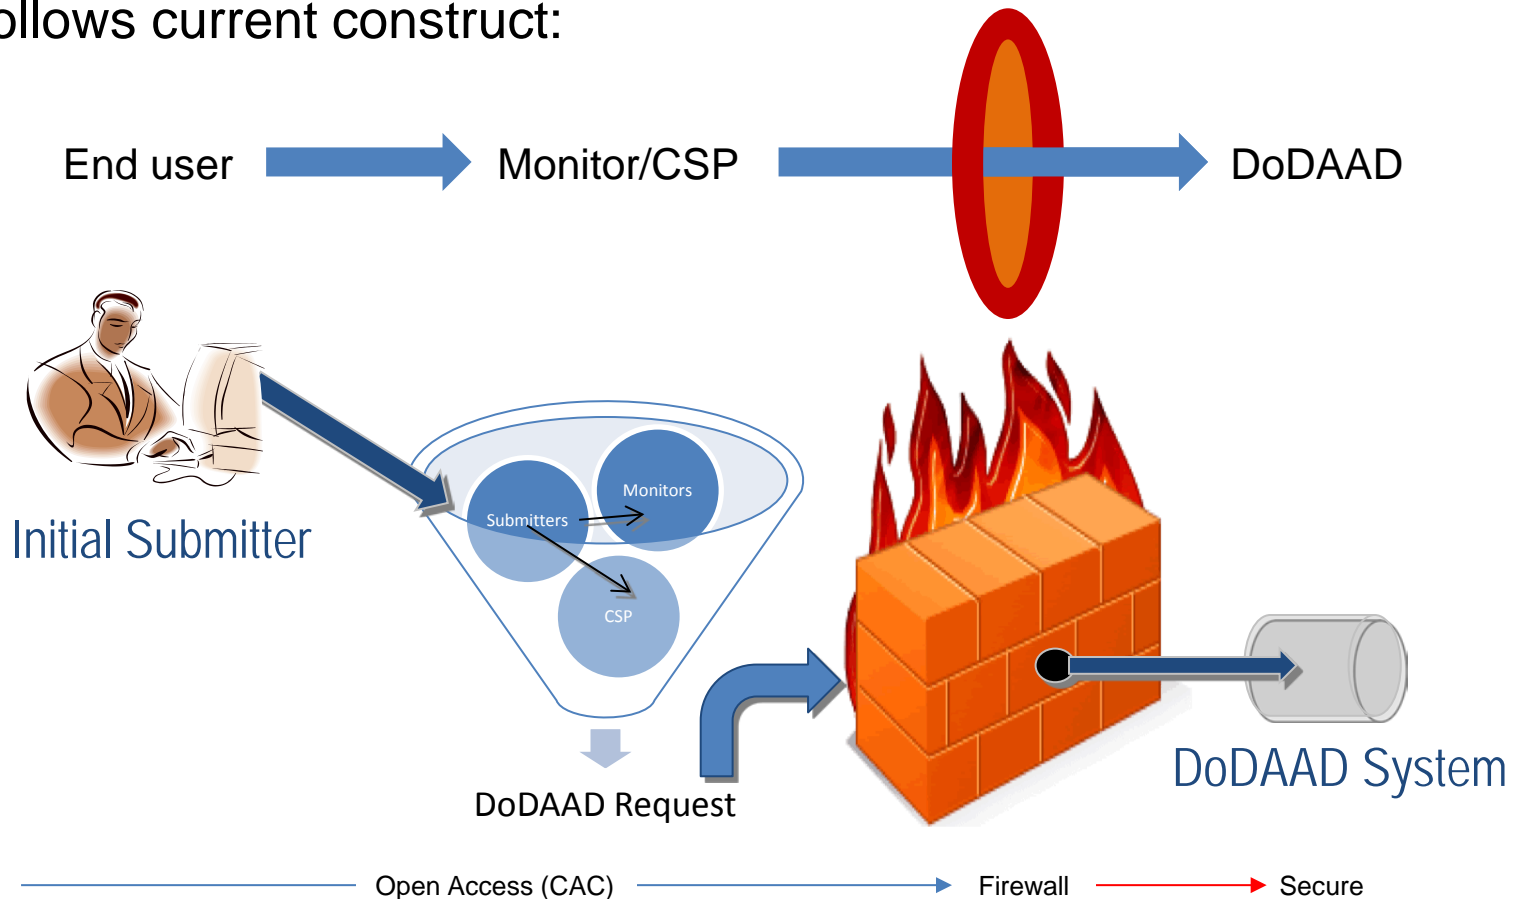 ollows current construct:
End user Monitor/CSP DoDAAD
Monitors
Submitters
Initial Submitter
CSP
DoDAAD System
DoDAAD Request
Open Access (CAC) Firewall Secure